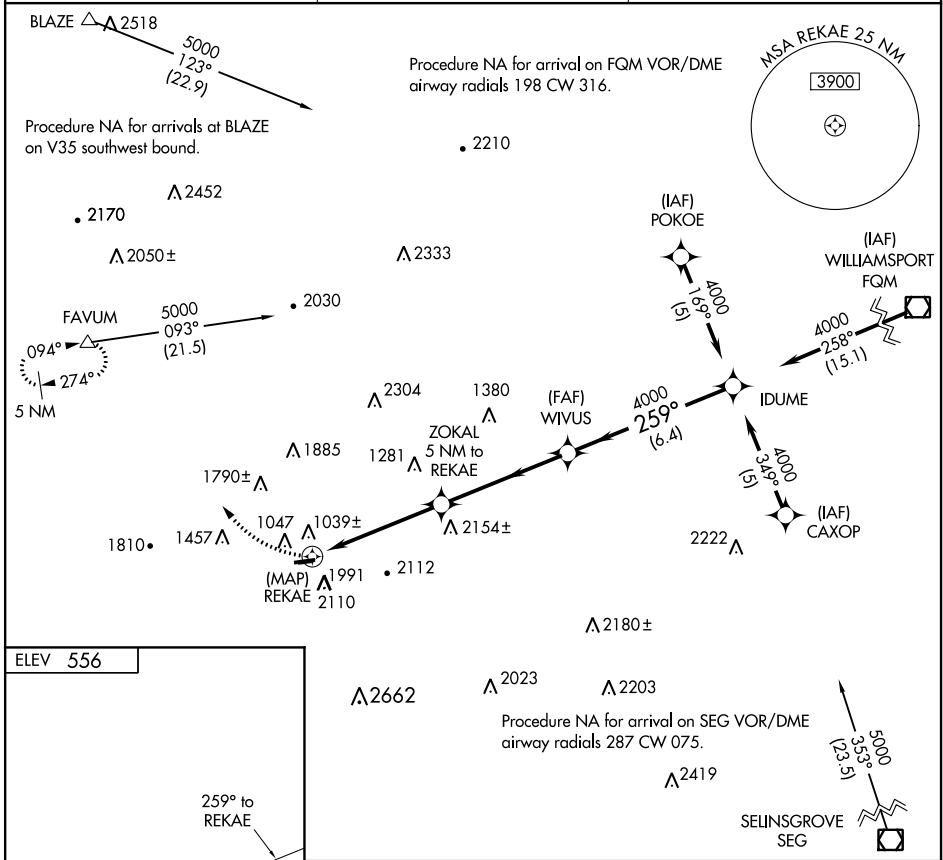 BLAZE
2518
5000
123°
(22.9)
Procedure NA for arrival on FQM VOR/DME
airway radials 198 CW 316.
MSA REKAE 25 NM
3900
Procedure NA for arrivals at BLAZE
on V35 southwest bound.
2210
2452
2170
2050±
2333
(IAF)
POKOE
(IAF)
WILLIAMSPORT
FQM
4000
169°
(5)
4000
258°
(15.1)
FAVUM
5000
093°
(21.5)
2030
094°
274°
5 NM
2304
1380
(FAF)
WIVUS
4000
259°
(6.4)
IDUME
ZOKAL
5 NM to
REKAE
1885
1281
1790±
4000
349°
(5)
(IAF)
CAXOP
1810
1457
1047
1039±
2154±
2222
(MAP)
REKAE
1991
2110
2112
2180±
ELEV 556
2662
2023
2203
Procedure NA for arrival on SEG VOR/DME
airway radials 287 CW 075.
5000
353°
(23.5)
2419
259° to
REKAE
SELINSGROVE
SEG